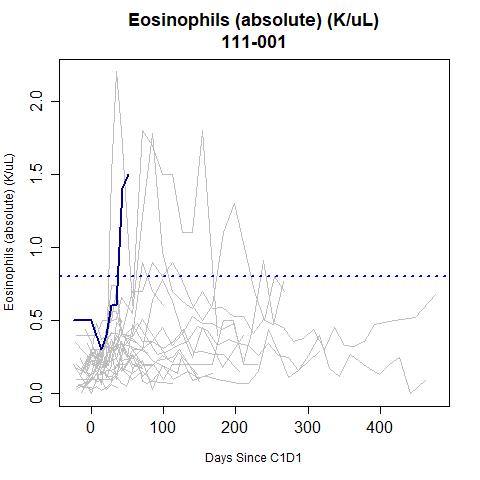 Eosinophils (absolute) (K/uL)
111-001
Eosinophils (absolute) (K/uL)
2.0
1.5
1.0
0.5
0.0
0 100 200 300 400
Days Since C1D1